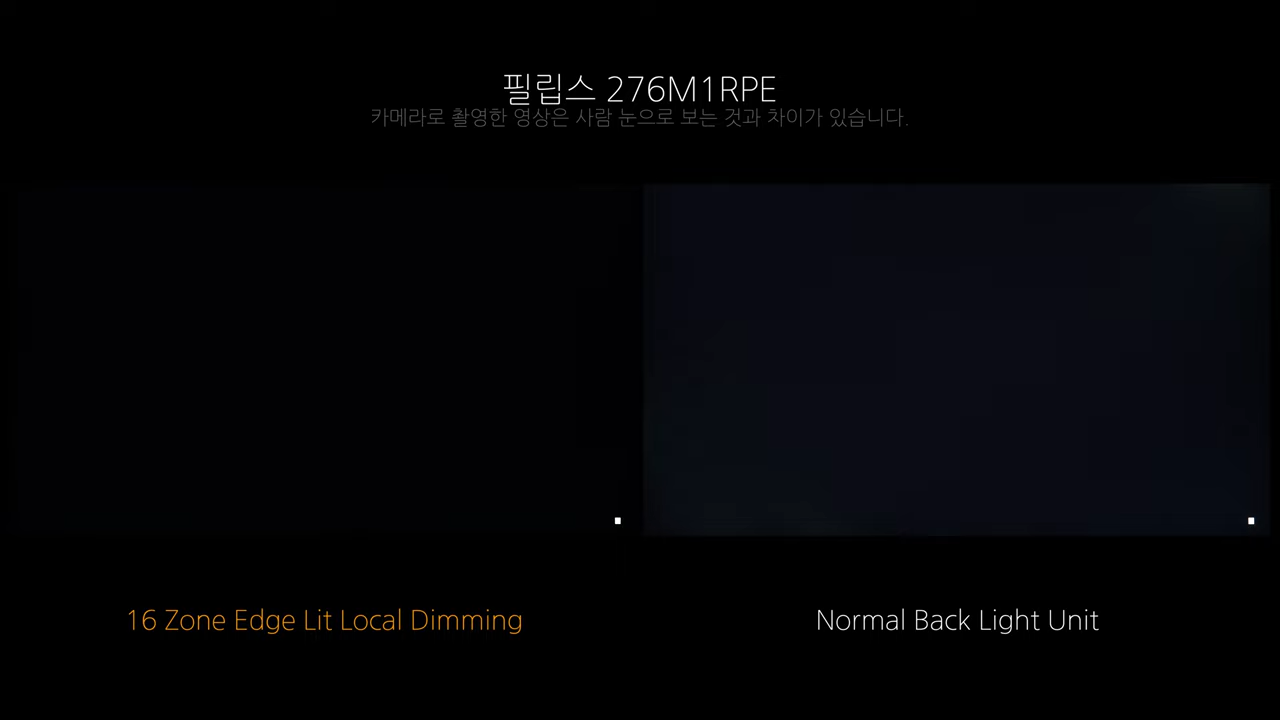 필립스 276M1RPE
카메라로 촬영한 영상은 사람 눈으로 보는 것과 차이가 있습니다.
16 Zone Edge Lit Local Dimming
Normal Back Light Unit